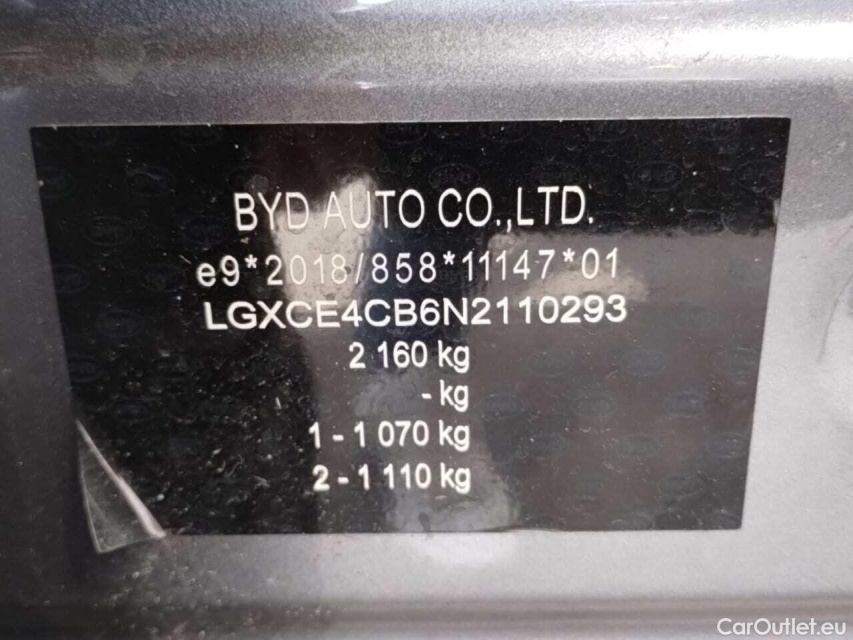 BYD AUTO CO.,LTD.
e9*2018/858*11147*01
LGXCE4CB6N2110293
2 160 kg
- kg
1 - 1 070 kg
2 - 1 110 kg
CarOutlet.eu